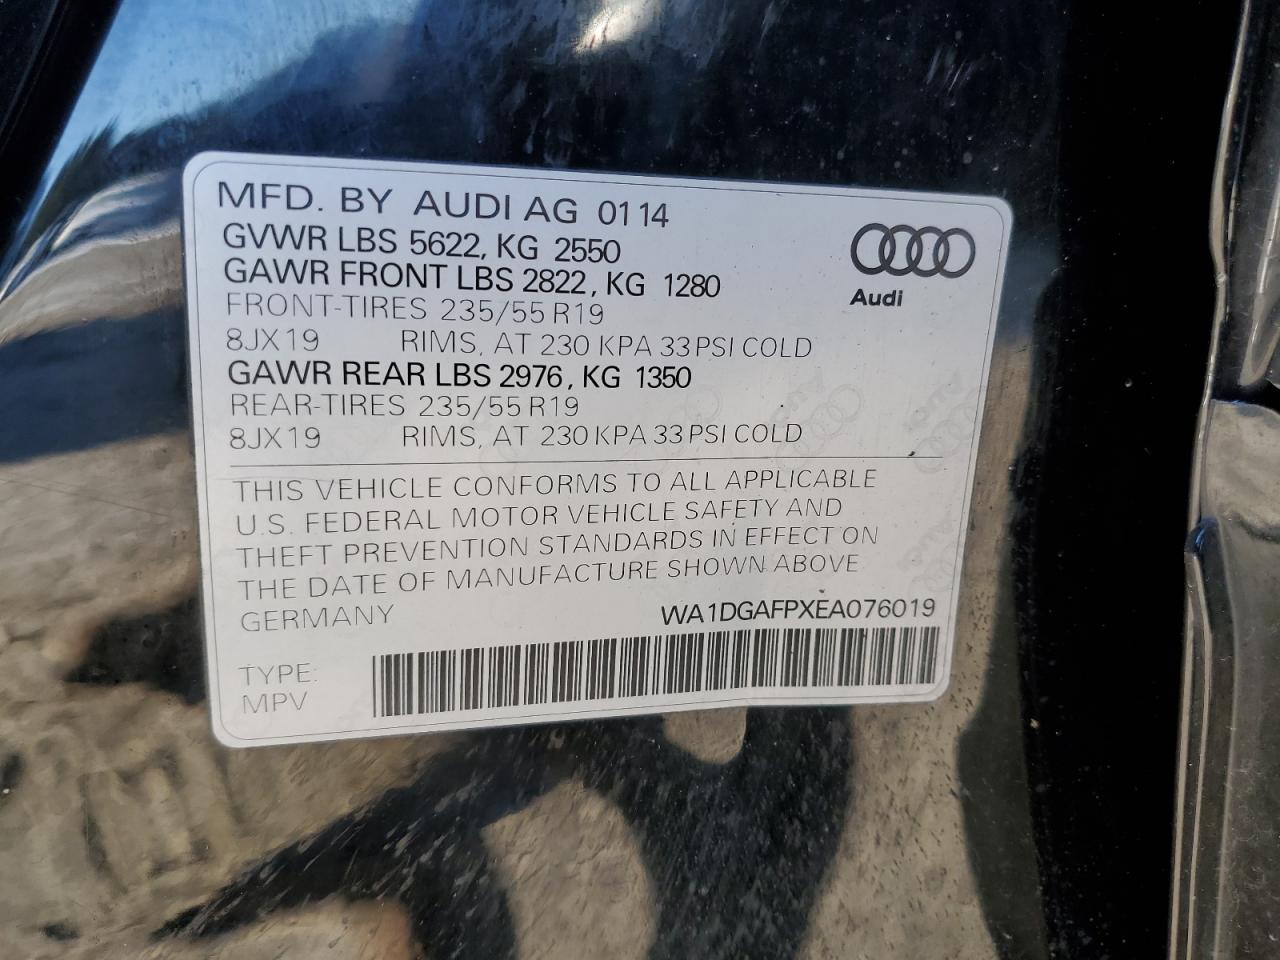 MFD. BY AUDI AG 0114
GVWR LBS 5622, KG 2550
GAWR FRONT LBS 2822, KG 1280
FRONT-TIRES 235/55 R19
8JX19 RIMS, AT 230 KPA 33 PSI COLD
GAWR REAR LBS 2976, KG 1350
REAR-TIRES 235/55 R19
8JX19 RIMS, AT 230 KPA 33 PSI COLD
Audi
THIS VEHICLE CONFORMS TO ALL APPLICABLE
U.S. FEDERAL MOTOR VEHICLE SAFETY AND
THEFT PREVENTION STANDARDS IN EFFECT ON
THE DATE OF MANUFACTURE SHOWN ABOVE.
GERMANY WA1DGAFPXEA076019
TYPE:
MPV